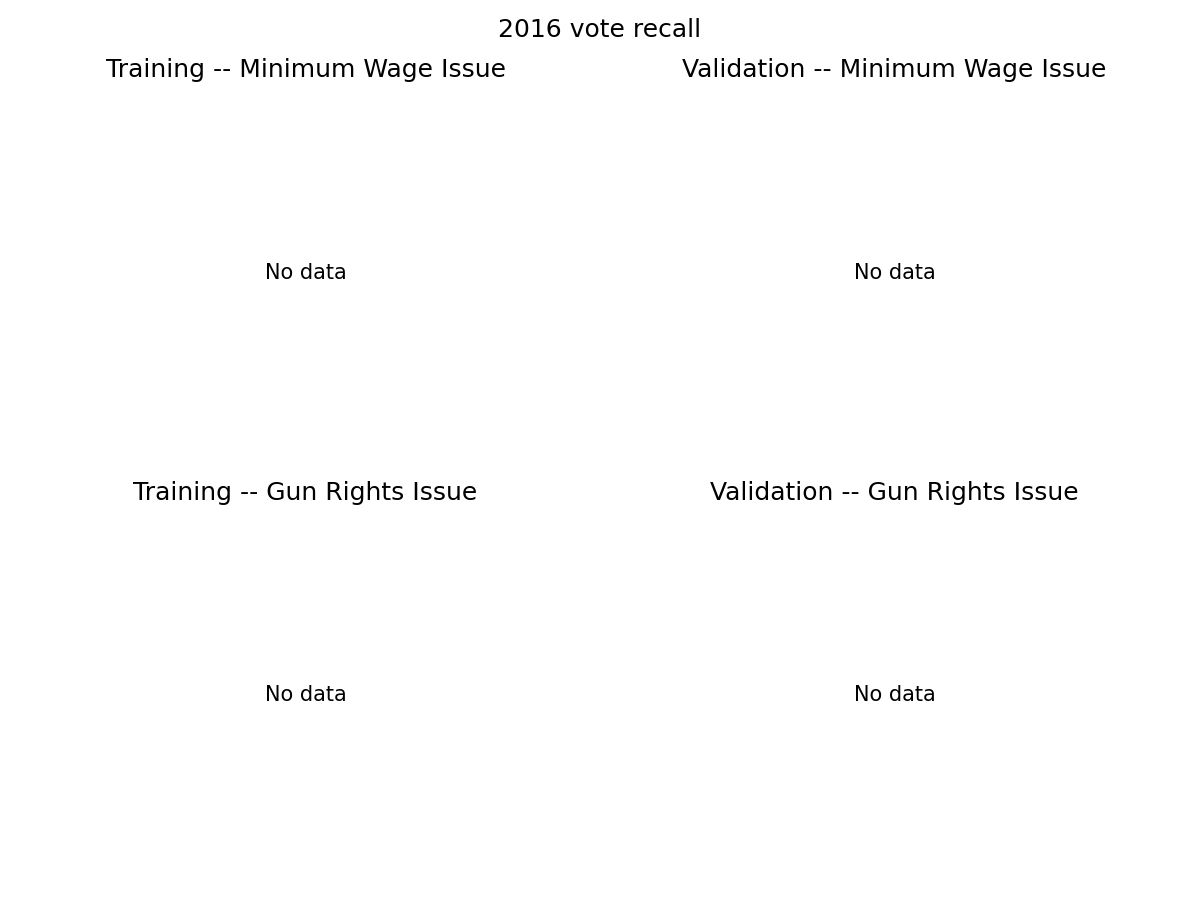 2016 vote recall
Training -- Minimum Wage Issue
Validation -- Minimum Wage Issue
No data
No data
Training -- Gun Rights Issue
Validation -- Gun Rights Issue
No data
No data